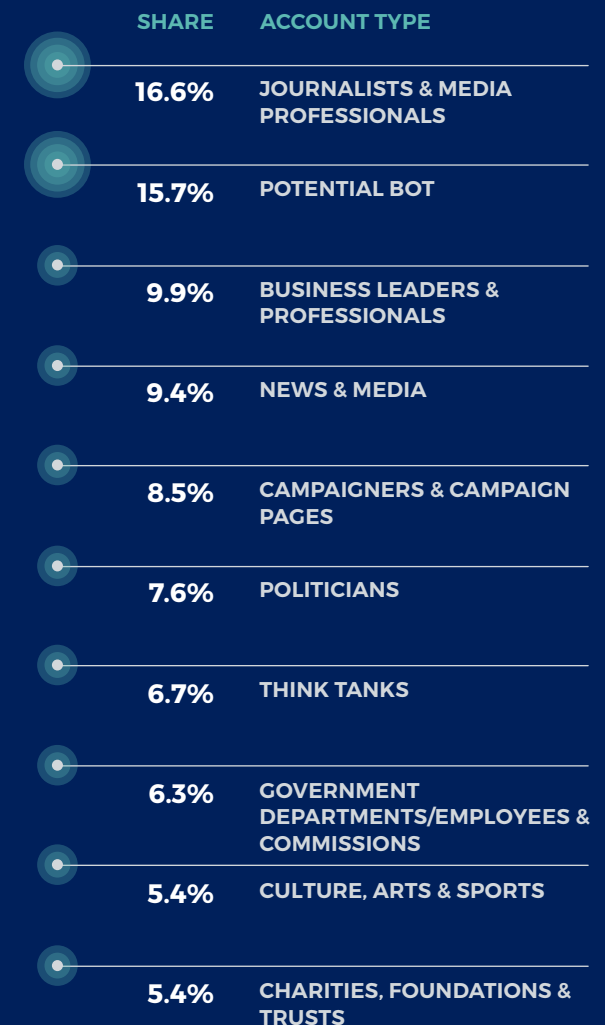 SHARE ACCOUNT TYPE
16.6% JOURNALISTS & MEDIA
PROFESSIONALS
15.7% POTENTIAL BOT
9.9% BUSINESS LEADERS &
PROFESSIONALS
9.4% NEWS & MEDIA
8.5% CAMPAIGNERS & CAMPAIGN
PAGES
7.6% POLITICIANS
6.7% THINK TANKS
6.3% GOVERNMENT
DEPARTMENTS/EMPLOYEES &
COMMISSIONS
5.4% CULTURE, ARTS & SPORTS
5.4% CHARITIES, FOUNDATIONS &
TRUSTS